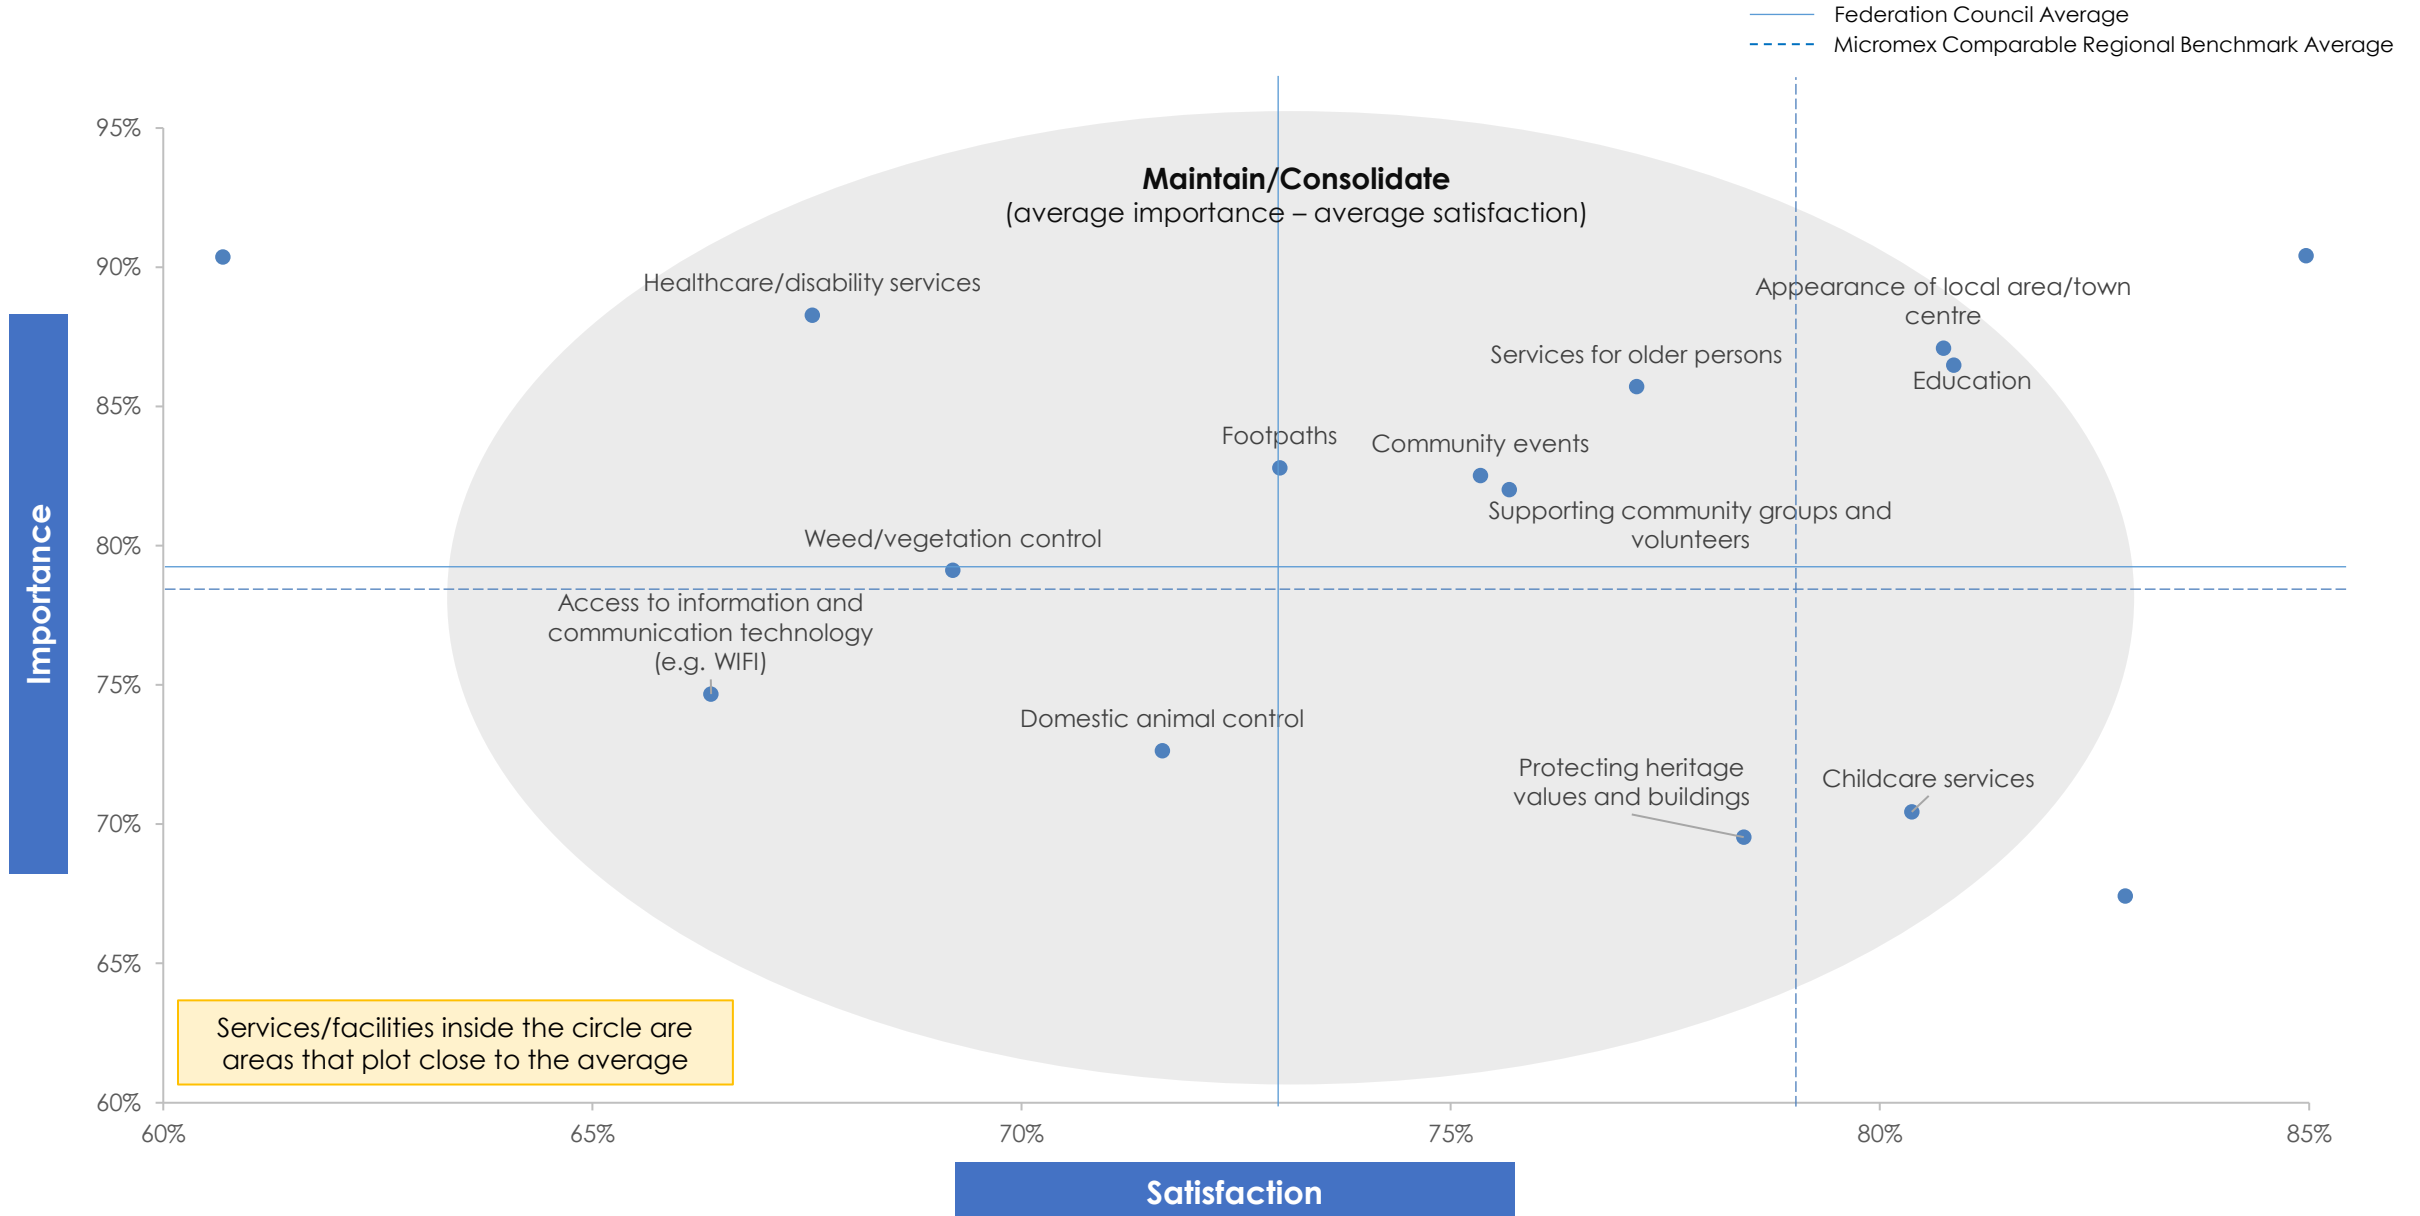 Federation Council Average
Micromex Comparable Regional Benchmark Average
95%
Maintain/Consolidate
(average importance – average satisfaction)
90%
Healthcare/disability services
Appearance of local area/town
centre
Services for older persons
Education
85%
Footpaths
Community events
Supporting community groups and
volunteers
80%
Weed/vegetation control
Importance
Access to information and
communication technology
(e.g. WIFI)
75%
Domestic animal control
Protecting heritage
values and buildings
Childcare services
70%
65%
Services/facilities inside the circle are
areas that plot close to the average
60%
60%
65%
70%
75%
80%
85%
Satisfaction